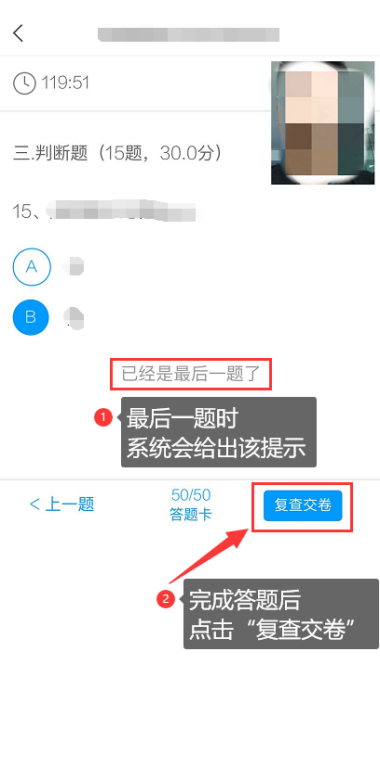 119:51
三.判断题（15题，30.0分）
15、
A
B
已经是最后一题了
1 最后一题时
系统会给出该提示
< 上一题
50/50
答题卡
复查交卷
2 完成答题后
点击“复查交卷”